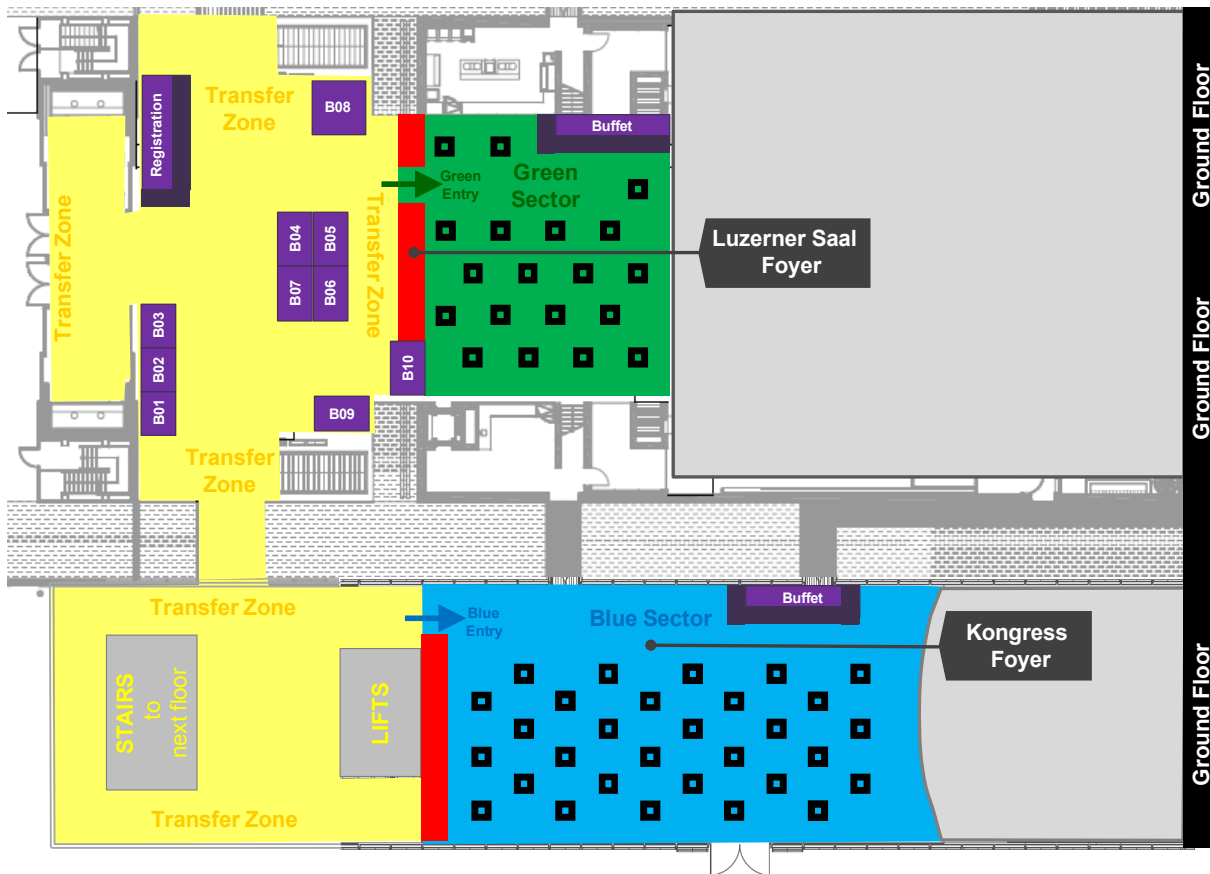 Transfer
Zone
B08
Registration
Buffet
Green
Entry
Green
Sector
Transfer Zone
Transfer Zone
B04
B05
B07
B06
Luzerner Saal
Foyer
B03
B02
B01
B10
B09
Transfer
Zone
Ground Floor
Ground Floor
Transfer Zone
Blue
Entry
Blue Sector
Buffet
Kongress
Foyer
STAIRS
to
next floor
LIFTS
Transfer Zone
Ground Floor